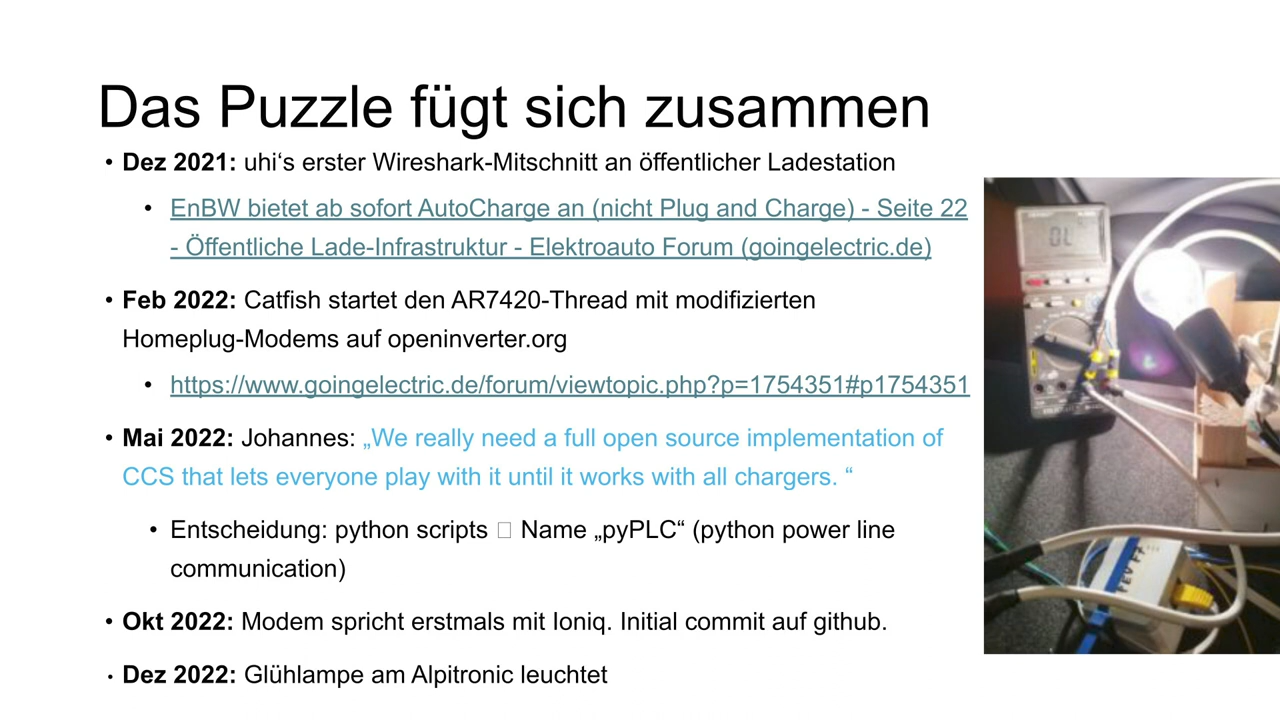 Das Puzzle fügt sich zusammen
• Dez 2021: uhi‘s erster Wireshark-Mitschnitt an öffentlicher Ladestation
• EnBW bietet ab sofort AutoCharge an (nicht Plug and Charge) - Seite 22
- Öffentliche Lade-Infrastruktur - Elektroauto Forum (goingelectric.de)
• Feb 2022: Catfish startet den AR7420-Thread mit modifizierten
Homeplug-Modems auf openinverter.org
• https://www.goingelectric.de/forum/viewtopic.php?p=1754351#p1754351
• Mai 2022: Johannes: „We really need a full open source implementation of
CCS that lets everyone play with it until it works with all chargers. “
• Entscheidung: python scripts □ Name „pyPLC“ (python power line
communication)
• Okt 2022: Modem spricht erstmals mit Ioniq. Initial commit auf github.
• Dez 2022: Glühlampe am Alpitronic leuchtet